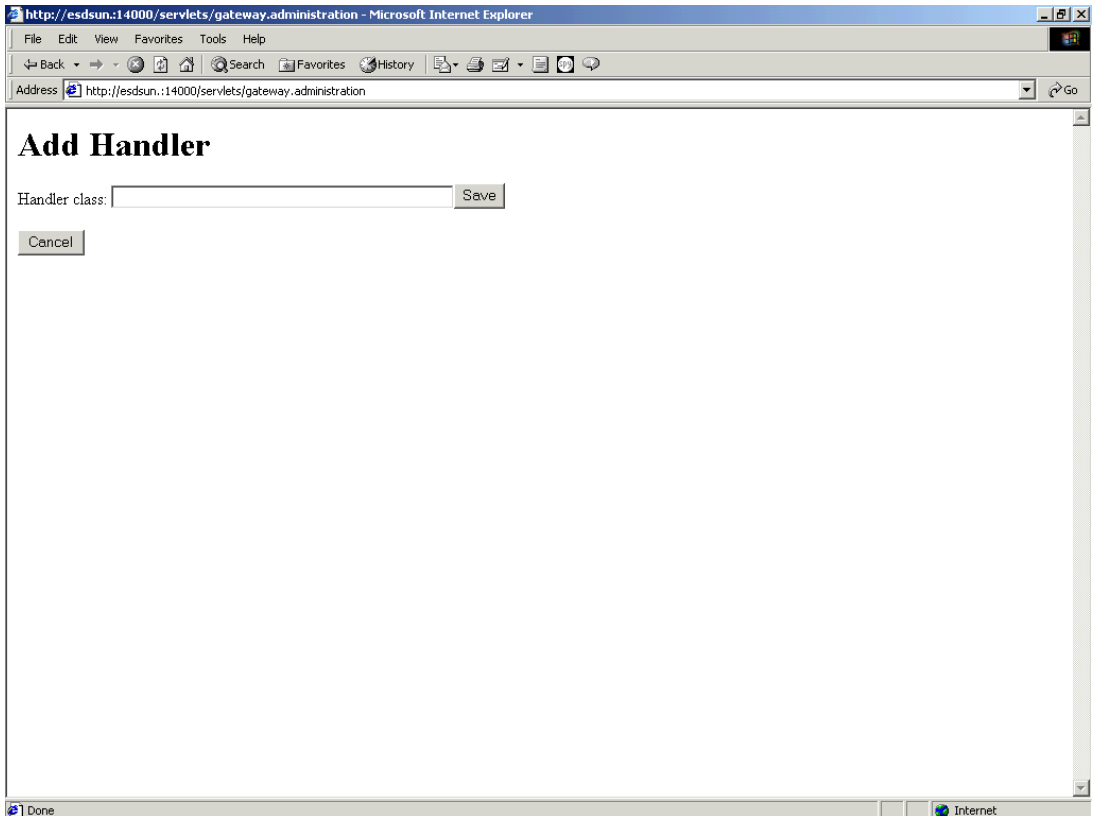 http://esdsun.:14000/servlets/gateway.administration - Microsoft Internet Explorer
File Edit View Favorites Tools Help
Back Search Favorites History
Address http://esdsun.:14000/servlets/gateway.administration Go
Add Handler
Handler class: Save
Cancel
Done Internet